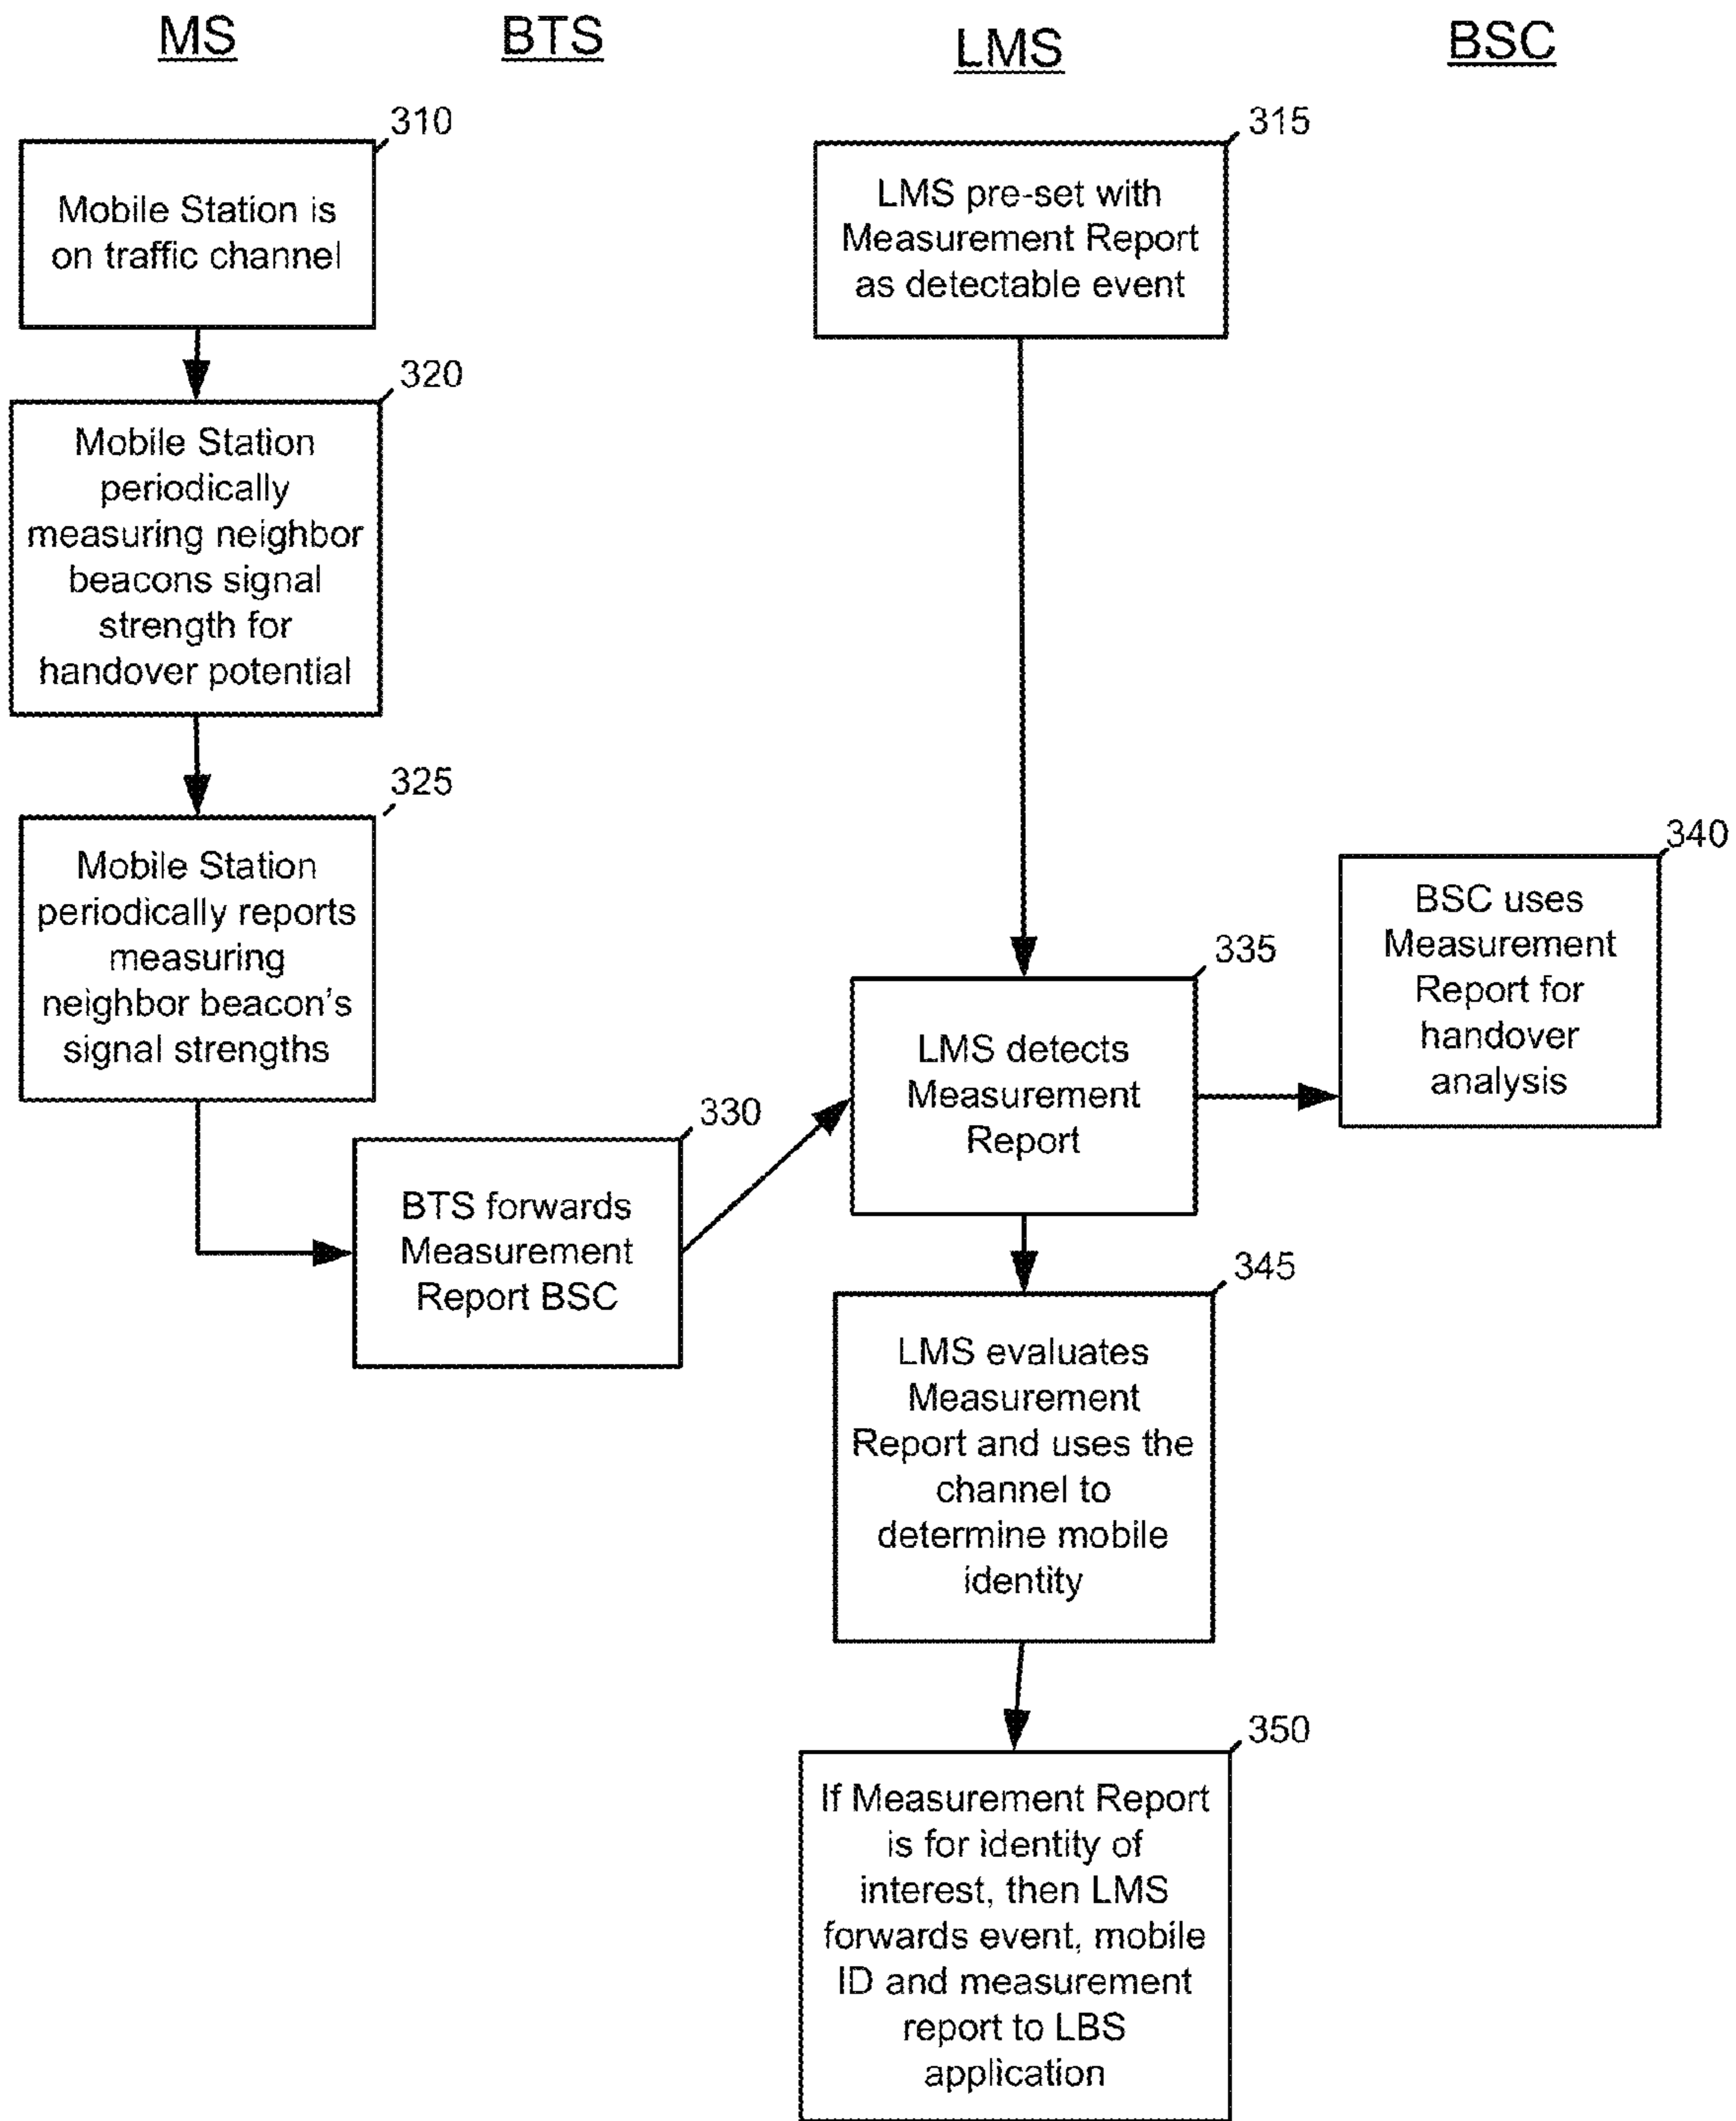 MS
BTS
LMS
BSC
310
Mobile Station is
on traffic channel
315
LMS pre-set with
Measurement Report
as detectable event
320
Mobile Station
periodically
measuring neighbor
beacons signal
strength for
handover potential
325
Mobile Station
periodically reports
measuring
neighbor beacon's
signal strengths
330
BTS forwards
Measurement
Report BSC
335
LMS detects
Measurement
Report
340
BSC uses
Measurement
Report for
handover
analysis
345
LMS evaluates
Measurement
Report and uses the
channel to
determine mobile
identity
350
If Measurement Report
is for identity of
interest, then LMS
forwards event, mobile
ID and measurement
report to LBS
application